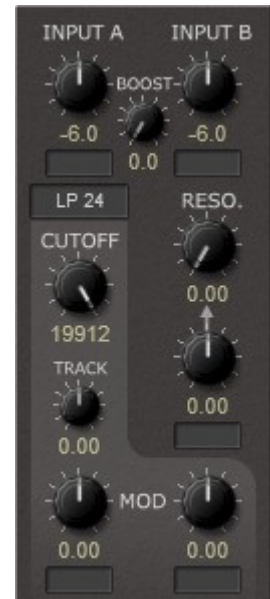 INPUT A INPUT B
BOOST
-6.0 -6.0
0.0
LP 24 RESO.
CUTOFF
0.00
19912
TRACK
0.00 0.00
MOD
0.00 0.00